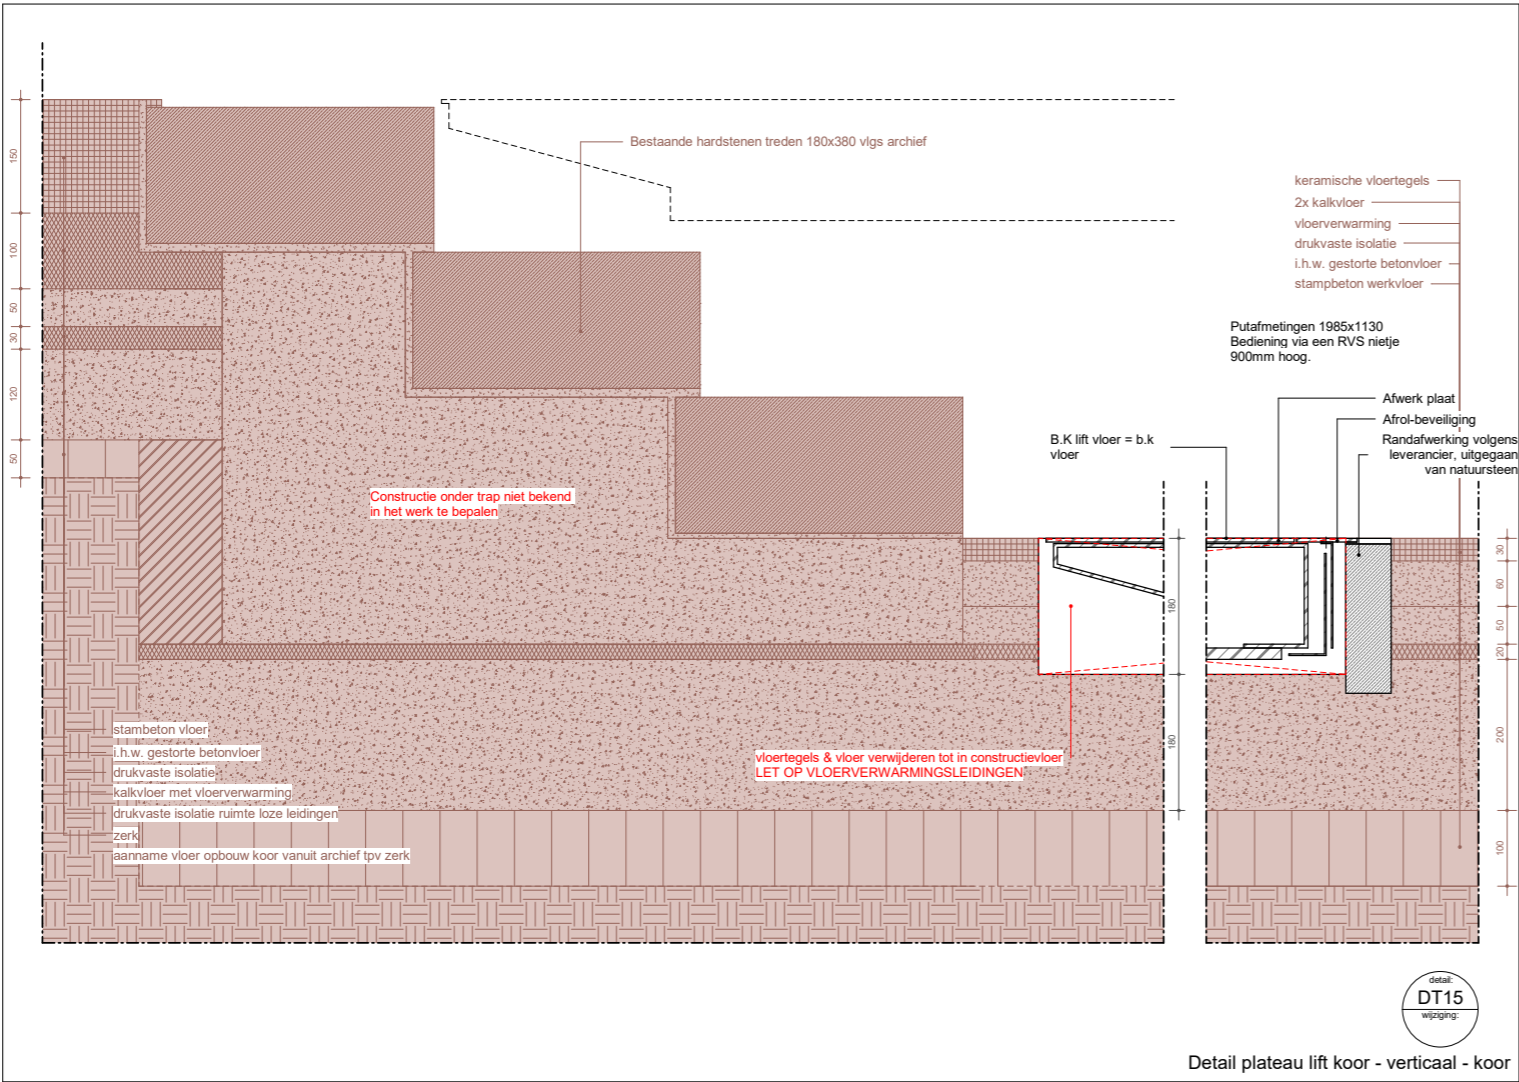 150
100
50
30
120
50
Bestaande hardstenen treden 180x380 vlgs archief
keramische vloertegels
2x kalkvloer
vloerverwarming
drukvaste isolatie
i.h.w. gestorte betonvloer
stampbeton werkvloer
Putafmetingen 1985x1130
Bediening via een RVS nietje
900mm hoog.
Afwerk plaat
Afrol-beveiliging
Randafwerking volgens
leverancier, uitgegaan
van natuursteen
B.K lift vloer = b.k
vloer
Constructie onder trap niet bekend
in het werk te bepalen
180
180
30
60
50
20
200
100
vloertegels & vloer verwijderen tot in constructievloer
LET OP VLOERVERWARMINGSLEIDINGEN
stambeton vloer
i.h.w. gestorte betonvloer
drukvaste isolatie
kalkvloer met vloerverwarming
drukvaste isolatie ruimte loze leidingen
zerk
aanname vloer opbouw koor vanuit archief tpv zerk
detail:
DT15
wijziging:
Detail plateau lift koor - verticaal - koor